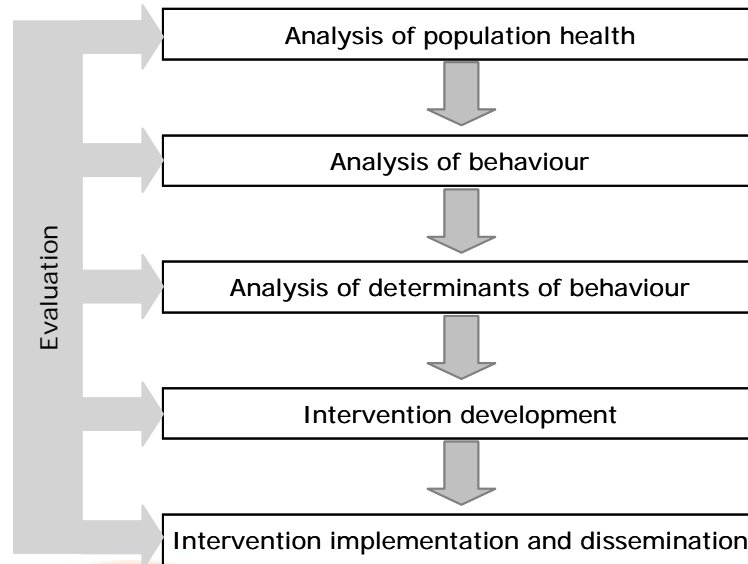 Analysis of population health
Analysis of behaviour
Evaluation
Analysis of determinants of behaviour
Intervention development
Intervention implementation and dissemination